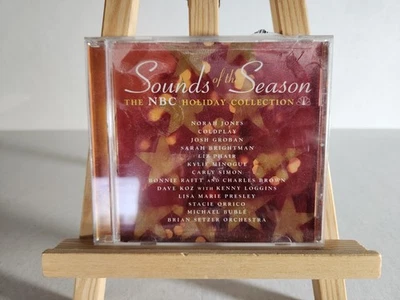 Sounds of the Season
THE NBC HOLIDAY COLLECTION
NORAH JONES
COLDPLAY
JOSH GROBAN
SARAH BRIGHTMAN
LIZ PHAIR
KYLIE MINOGUE
CARLY SIMON
BONNIE RAITT AND CHARLES BROWN
DAVE KOZ WITH KENNY LOGGINS
LISA MARIE PRESLEY
STACIE ORRICO
MICHAEL BUBLÉ
BRIAN SETZER ORCHESTRA